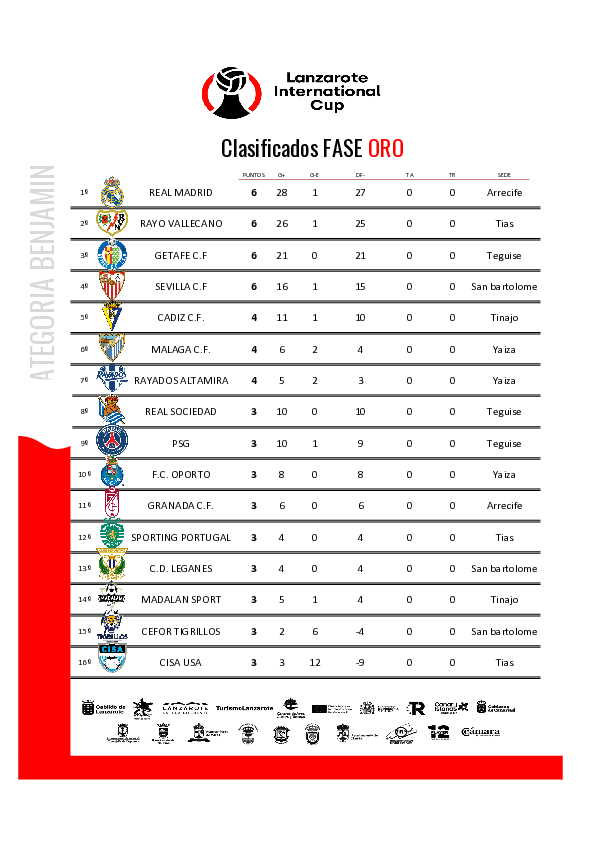 Lanzarote
International
Cup
Clasificados FASE ORO
ATEGORIA BENJAMIN
PUNTOS G+ G-E DF- TA TR SEDE
1º REAL MADRID 6 28 1 27 0 0 Arrecife
2º RAYO VALLECANO 6 26 1 25 0 0 Tias
3º GETAFE C.F 6 21 0 21 0 0 Teguise
4º SEVILLA C.F 6 16 1 15 0 0 San bartolome
5º CADIZ C.F. 4 11 1 10 0 0 Tinajo
6º MALAGA C.F. 4 6 2 4 0 0 Yaiza
7º RAYADOS ALTAMIRA 4 5 2 3 0 0 Yaiza
8º REAL SOCIEDAD 3 10 0 10 0 0 Teguise
9º PSG 3 10 1 9 0 0 Teguise
10º F.C. OPORTO 3 8 0 8 0 0 Yaiza
11º GRANADA C.F. 3 6 0 6 0 0 Arrecife
12º SPORTING PORTUGAL 3 4 0 4 0 0 Tias
13º C.D. LEGANES 3 4 0 4 0 0 San bartolome
14º MADALAN SPORT 3 5 1 4 0 0 Tinajo
15º CEFOR TIGRILLOS 3 2 6 -4 0 0 San bartolome
16º CISA USA 3 3 12 -9 0 0 Tias
CISA
Cabildo de
Lanzarote
LANZAROTE
TurismoLanzarote
Canary
Islands
Gobierno
de Canarias
Cámara